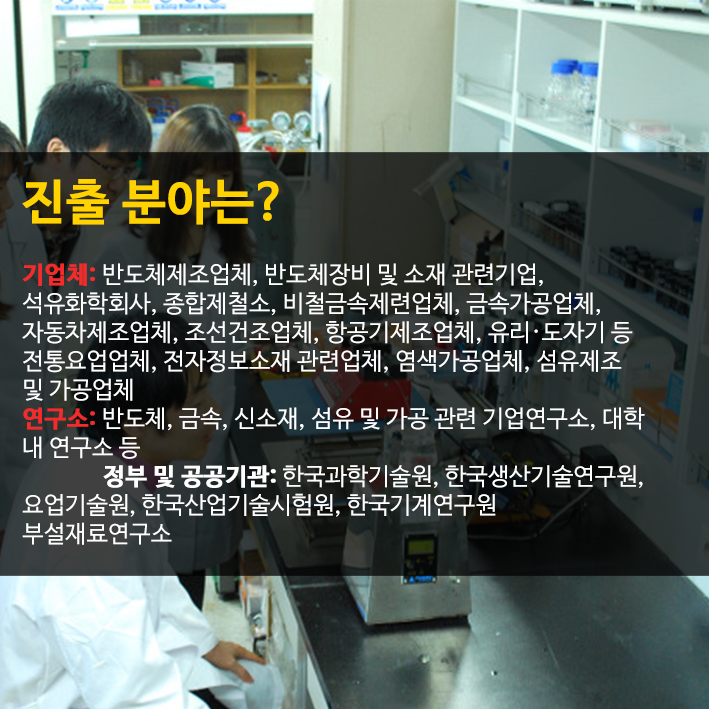 진출 분야는?
기업체: 반도체제조업체, 반도체장비 및 소재 관련기업,
석유화학회사, 종합제철소, 비철금속제련업체, 금속가공업체,
자동차제조업체, 조선건조업체, 항공기제조업체, 유리·도자기 등
전통요업업체, 전자정보소재 관련업체, 염색가공업체, 섬유제조
및 가공업체
연구소: 반도체, 금속, 신소재, 섬유 및 가공 관련 기업연구소, 대학
내 연구소 등
정부 및 공공기관: 한국과학기술원, 한국생산기술연구원,
요업기술원, 한국산업기술시험원, 한국기계연구원
부설재료연구소